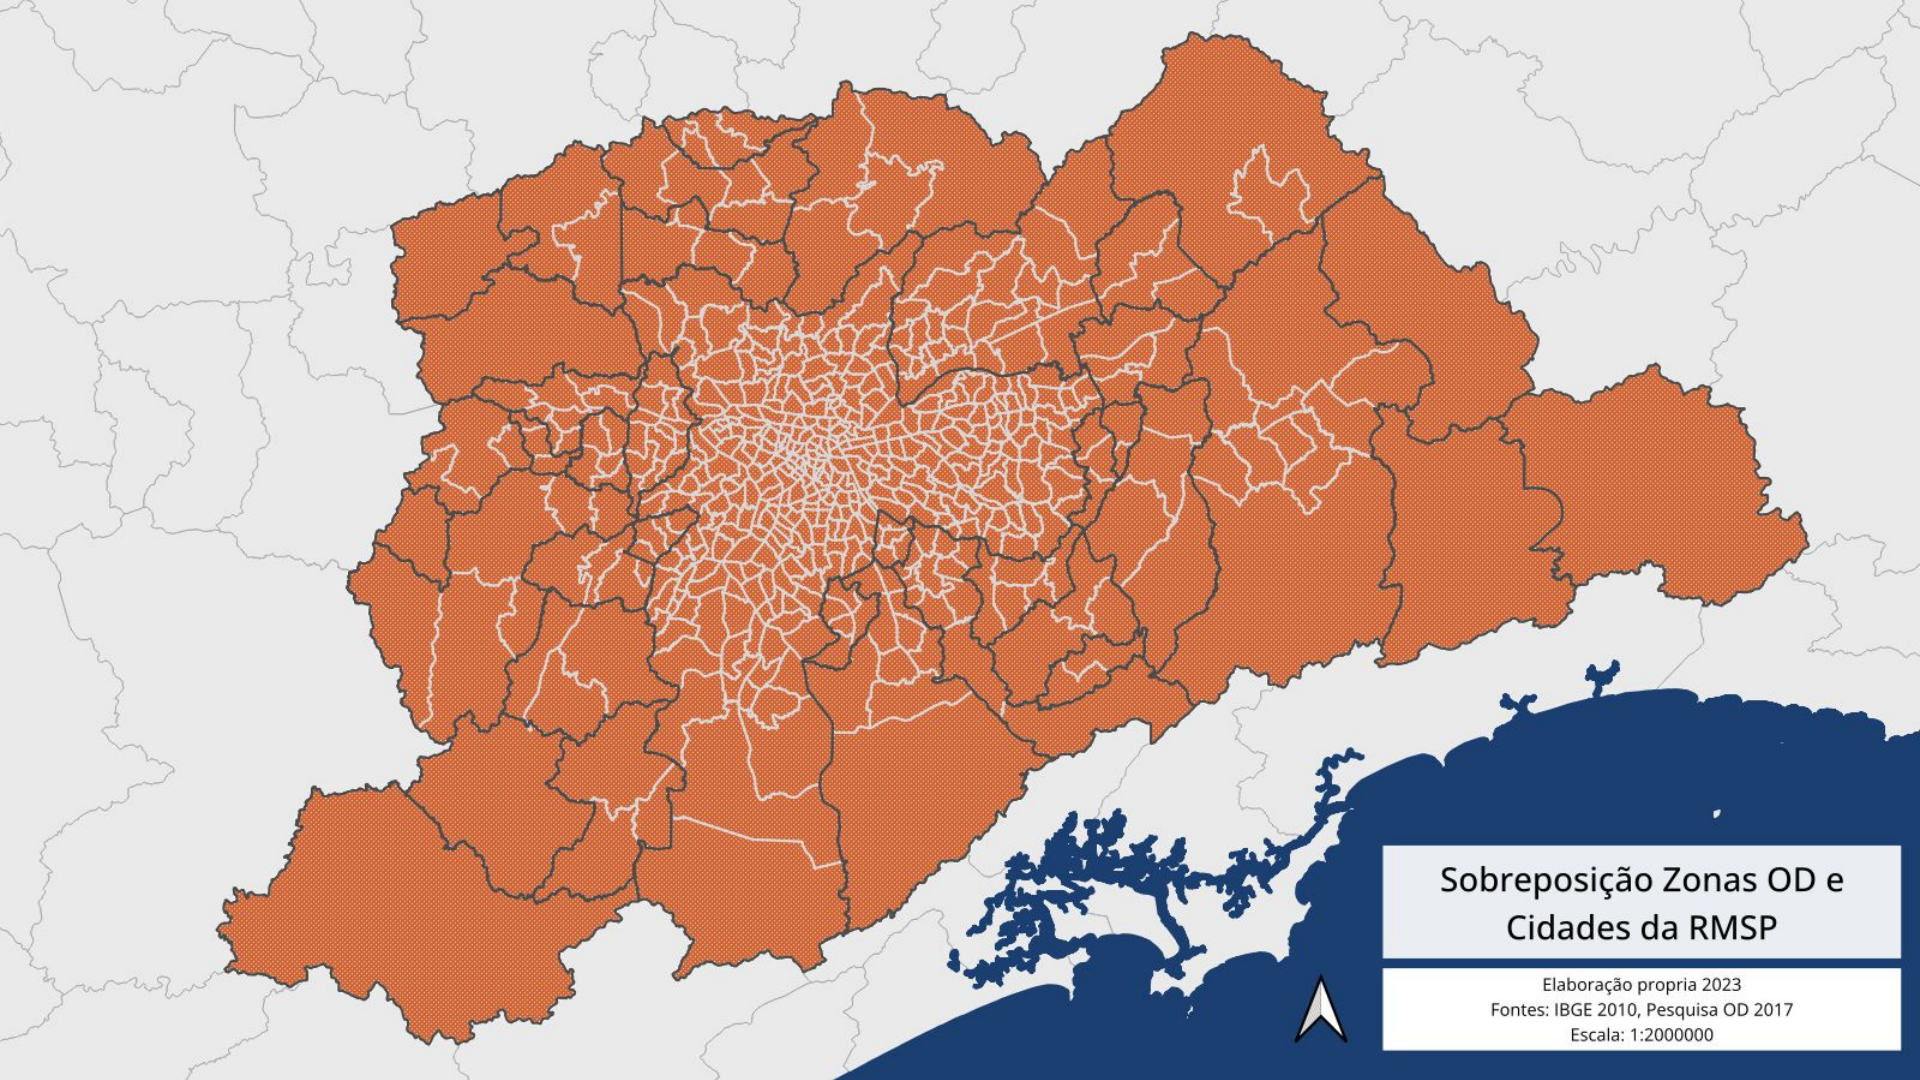 Sobreposição Zonas OD e
Cidades da RMSP
Elaboração propria 2023
Fontes: IBGE 2010, Pesquisa OD 2017
Escala: 1:2000000